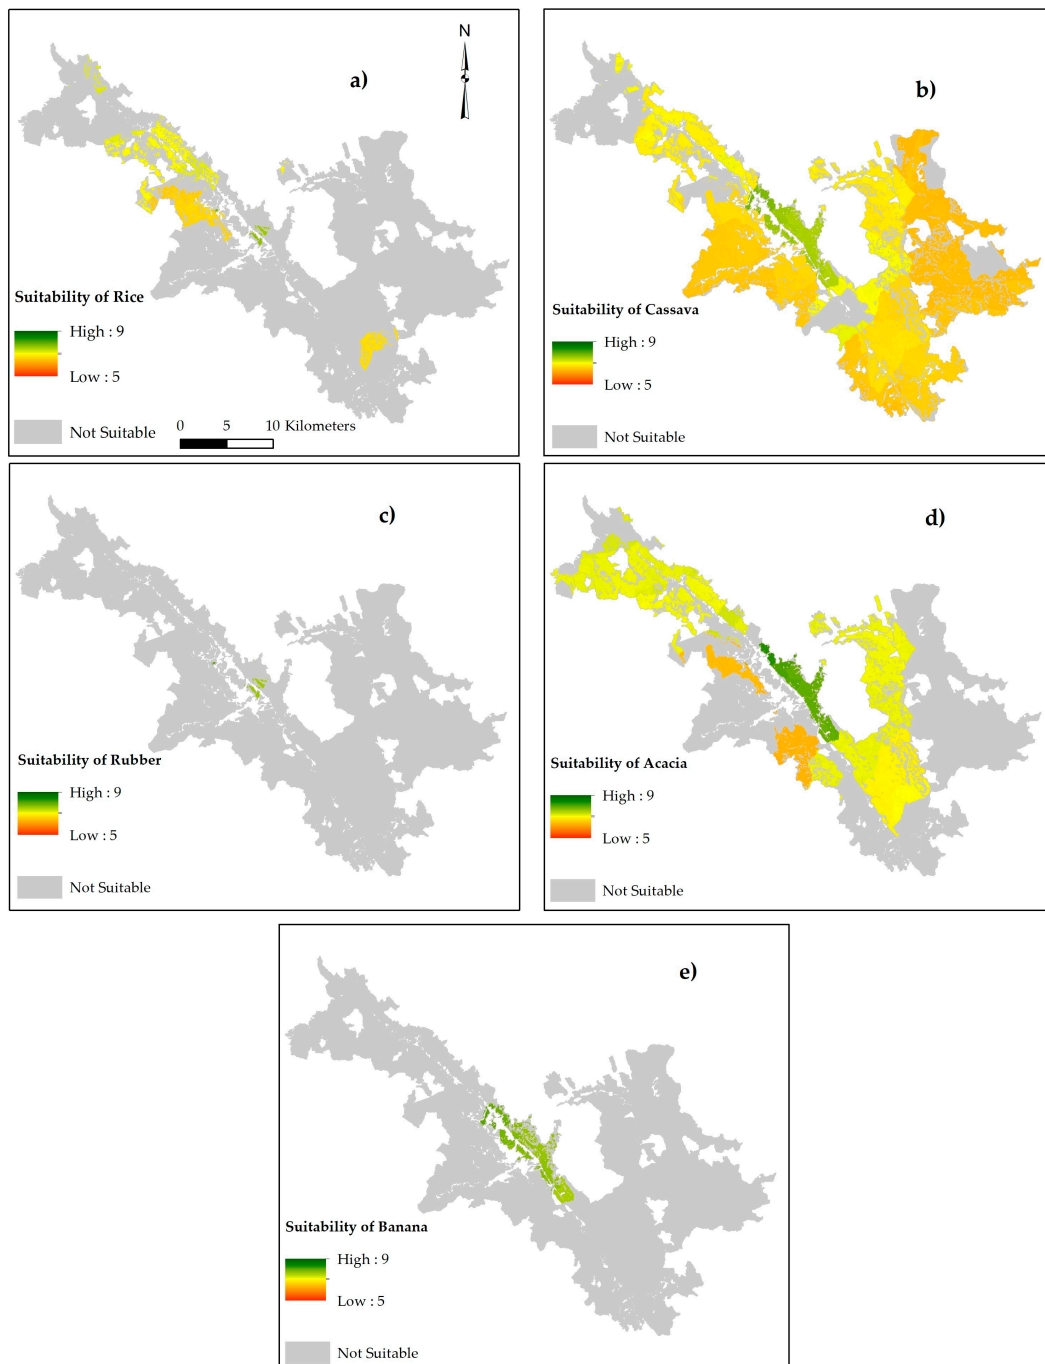 N
a)
Suitability of Rice
High : 9
Low : 5
Not Suitable
0 5 10 Kilometers
b)
Suitability of Cassava
High : 9
Low : 5
Not Suitable
c)
Suitability of Rubber
High : 9
Low : 5
Not Suitable
d)
Suitability of Acacia
High : 9
Low : 5
Not Suitable
e)
Suitability of Banana
High : 9
Low : 5
Not Suitable